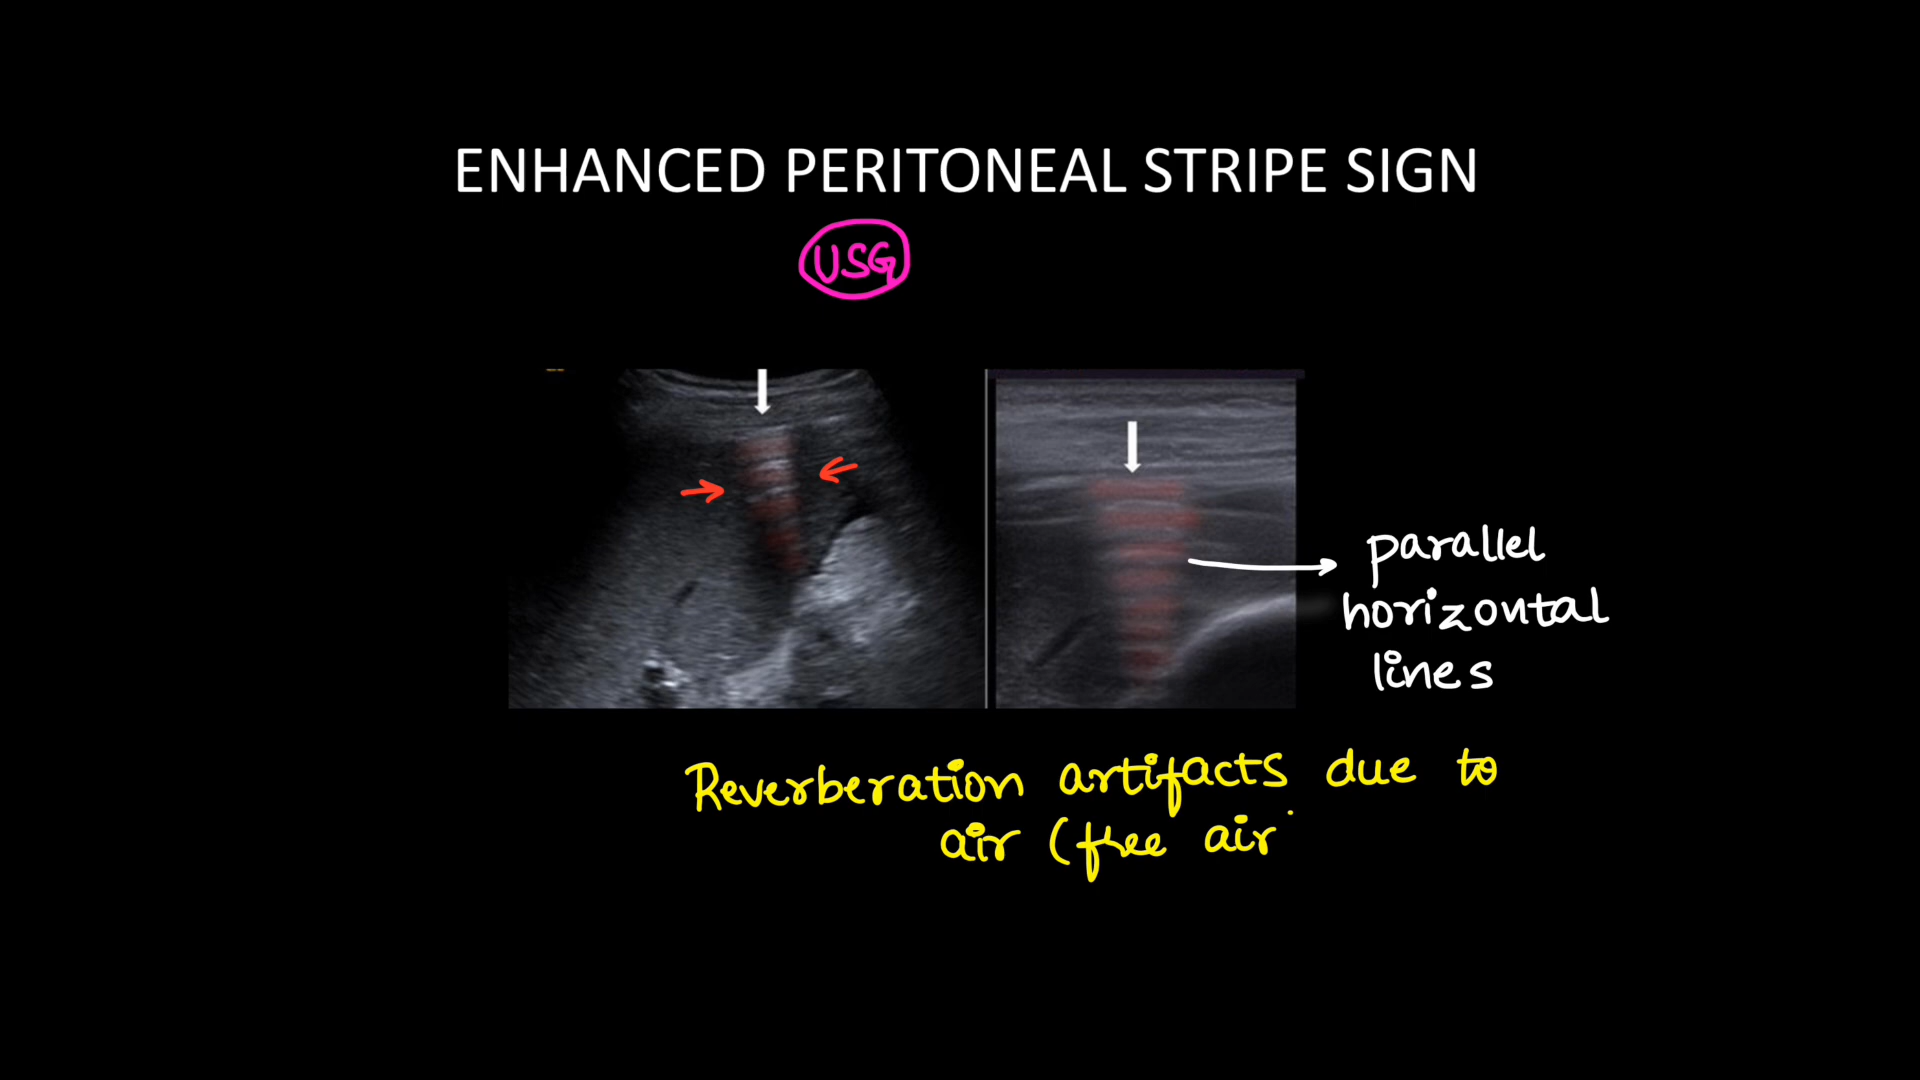 ENHANCED PERITONEAL STRIPE SIGN
USG
parallel
horizontal
lines
Reverberation artifacts due to
air (free air